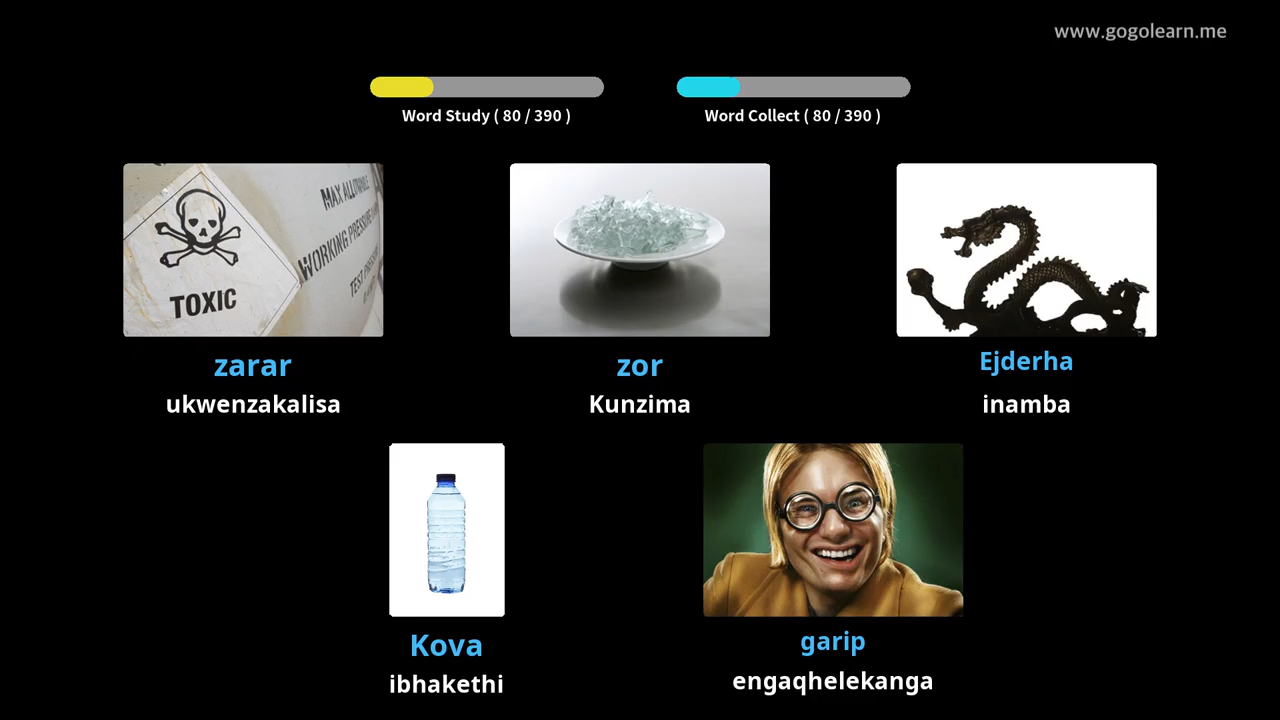 www.gogolearn.me
Word Study ( 80 / 390 )
Word Collect ( 80 / 390 )
TOXIC
MAX ALLOWABLE
WORKING PRESSURE
TEST
zarar
ukwenzakalisa
zor
Kunzima
Ejderha
inamba
Kova
ibhakethi
garip
engaqhelekanga